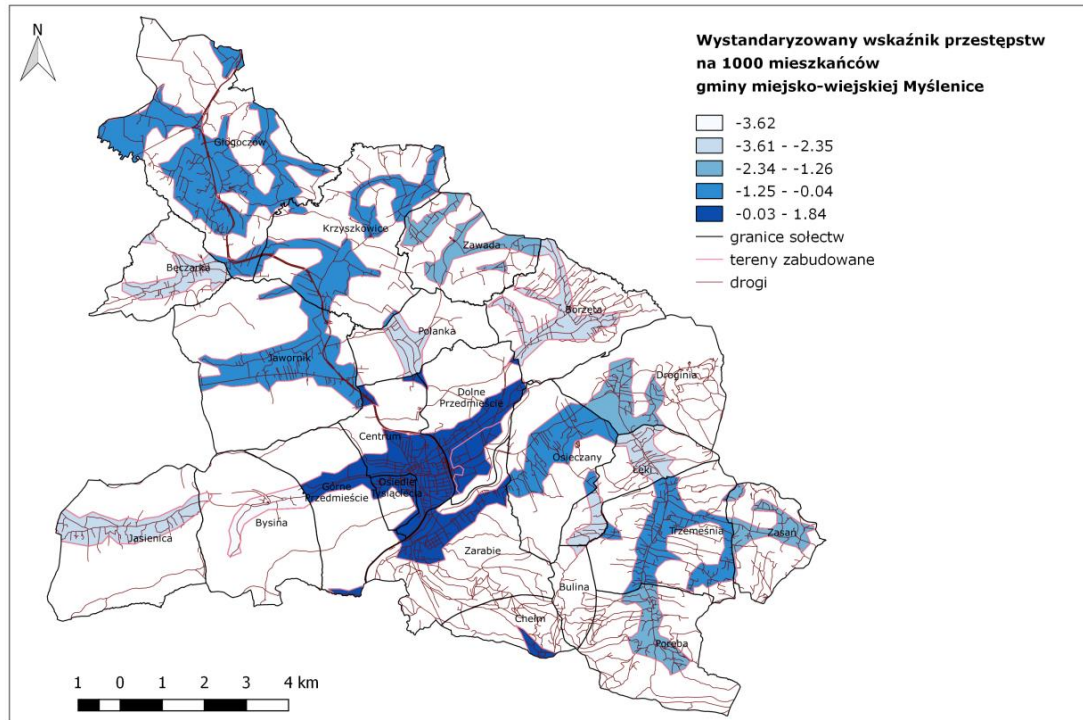 N
Wystandaryzowany wskaźnik przestępstw
na 1000 mieszkańców
gminy miejsko-wiejskiej Myślenice
-3.62
-3.61 - -2.35
-2.34 - -1.26
-1.25 - -0.04
-0.03 - 1.84
granice sołectw
tereny zabudowane
drogi
Głogoczów
Krzyszkowice
Zawada
Bęczarka
Borzęta
Polanka
Jawornik
Droginia
Dolne
Przedmieście
Centrum
Osieczany
Łęki
Osiedle
Tysiąclecia
Górne
Przedmieście
Bysina
Jasienica
Trzemeśnia
Zasań
Zarabie
Bulina
Chełm
Poręba
1 0 1 2 3 4 km